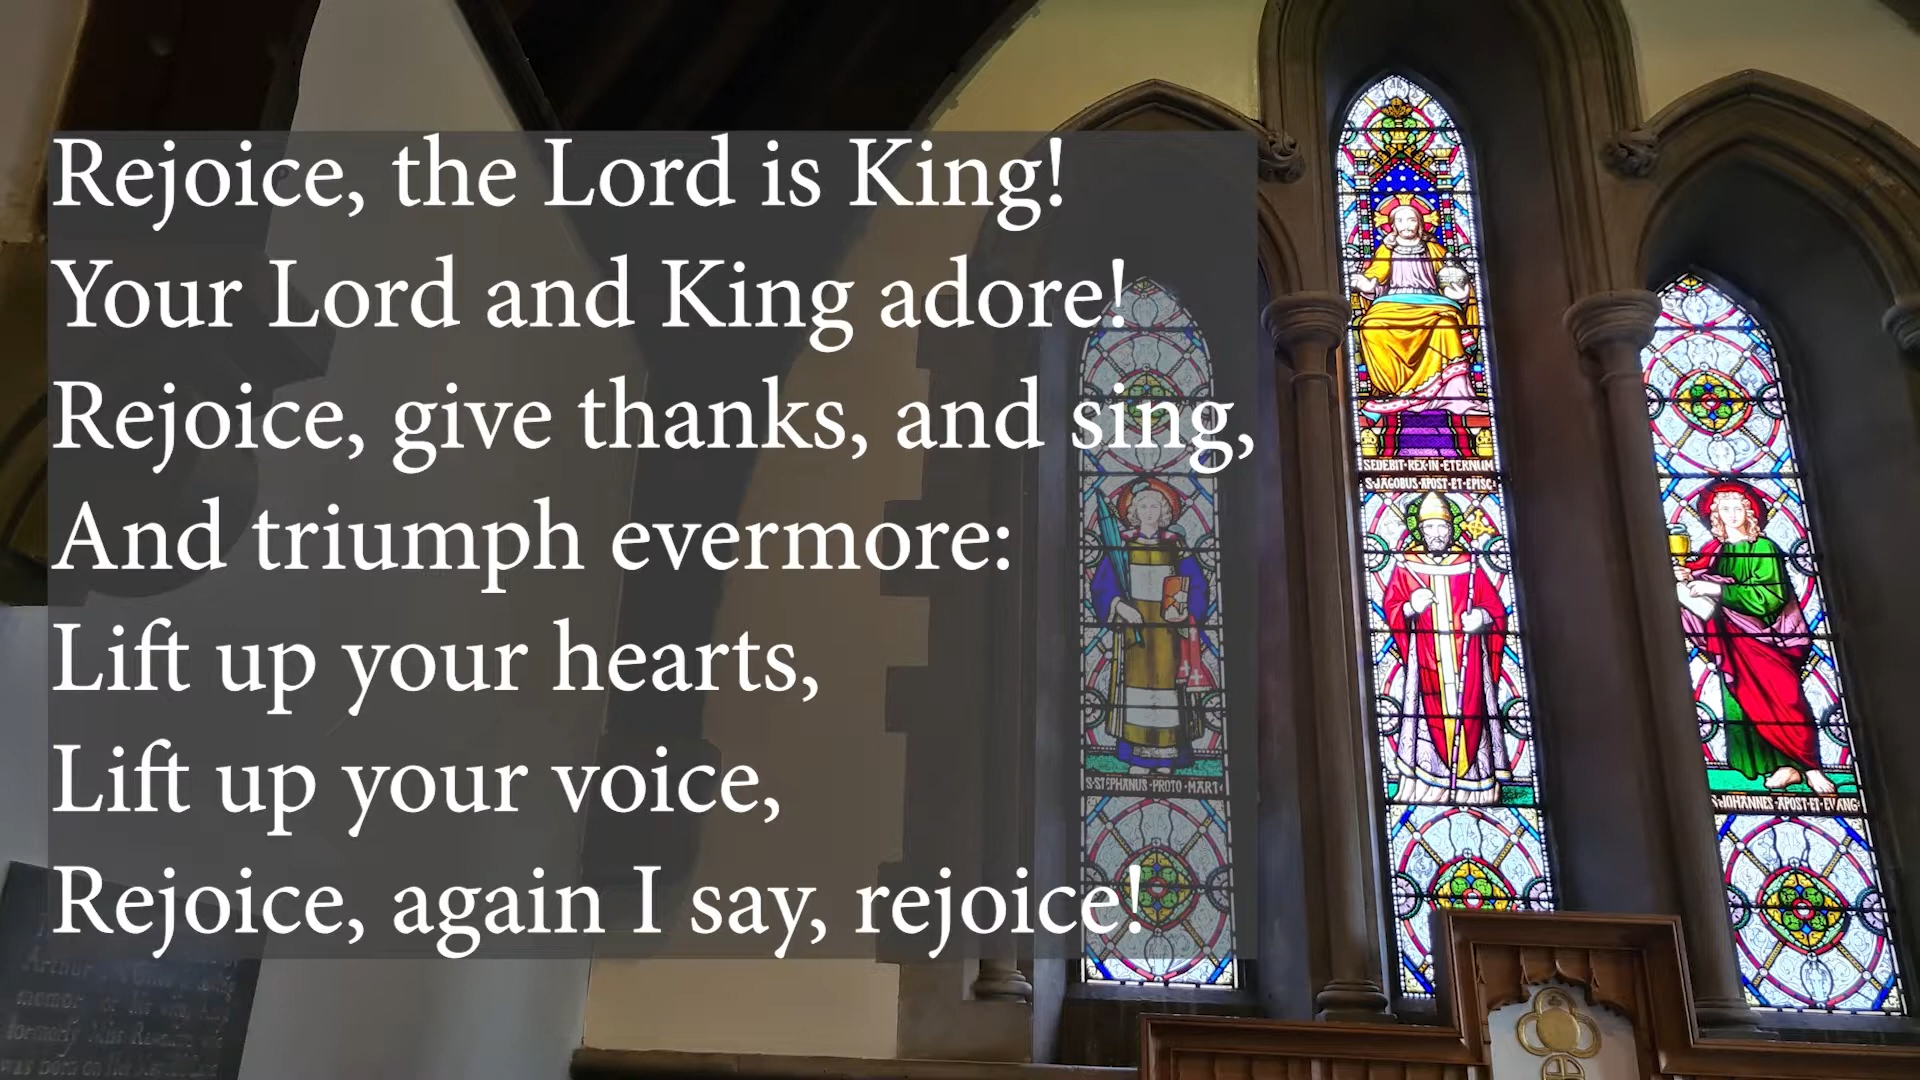 Rejoice, the Lord is King!
Your Lord and King adore!
Rejoice, give thanks, and sing,
And triumph evermore:
Lift up your hearts,
Lift up your voice,
Rejoice, again I say, rejoice!
SEDEBIT·REX·IN·ETERNUM
S·JACOBUS·APOST·ET·EPISC
S·STEPHANUS·PROTO·MART
S·JOHANNES·APOST·ET·EVANG
Arthur